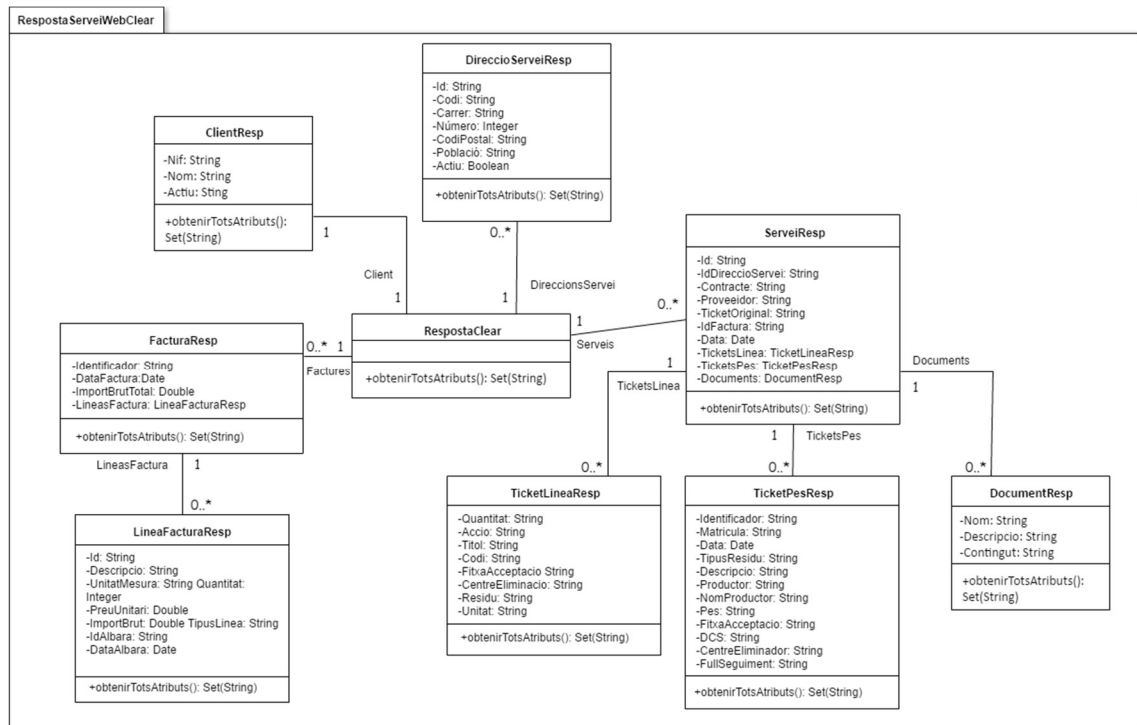 RespostaServeiWebClear
DireccioServeiResp
-Id: String
-Codi: String
-Carrer: String
-Número: Integer
-CodiPostal: String
-Població: String
-Actiu: Boolean
+obtenirTotsAtributs(): Set(String)
ClientResp
-Nif: String
-Nom: String
-Actiu: Sting
+obtenirTotsAtributs():
Set(String)
1
Client
1
0..*
DireccionsServei
1
ServeiResp
-Id: String
-IdDireccioServei: String
-Contracte: String
-Proveeidor: String
-TicketOriginal: String
-IdFactura: String
-Data: Date
-TicketsLinea: TicketLineaResp
-TicketsPes: TicketPesResp
-Documents: DocumentResp
+obtenirTotsAtributs(): Set(String)
0..*
1
Serveis
RespostaClear
+obtenirTotsAtributs(): Set(String)
FacturaResp
-Identificador: String
-DataFactura:Date
-ImportBrutTotal: Double
-LineasFactura: LineaFacturaResp
+obtenirTotsAtributs(): Set(String)
0..*
1
Factures
1
TicketsLinea
0..*
Documents
1
0..*
1
TicketsPes
0..*
LineasFactura
1
0..*
LineaFacturaResp
-Id: String
-Descripcio: String
-UnitatMesura: String Quantitat:
Integer
-PreuUnitari: Double
-ImportBrut: Double TipusLinea: String
-IdAlbara: String
-DataAlbara: Date
+obtenirTotsAtributs(): Set(String)
TicketLineaResp
-Quantitat: String
-Accio: String
-Titol: String
-Codi: String
-FitxaAcceptacio String
-CentreEliminacio: String
-Residu: String
-Unitat: String
+obtenirTotsAtributs(): Set(String)
TicketPesResp
-Identificador: String
-Matricula: String
-Data: Date
-TipusResidu: String
-Descripcio: String
-Productor: String
-NomProductor: String
-Pes: String
-FitxaAcceptacio: String
-DCS: String
-CentreEliminador: String
-FullSeguiment: String
+obtenirTotsAtributs(): Set(String)
DocumentResp
-Nom: String
-Descripcio: String
-Contingut: String
+obtenirTotsAtributs():
Set(String)